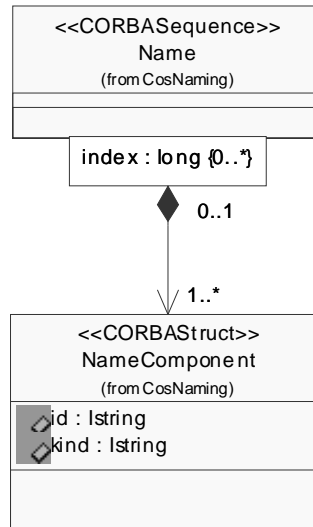 <<CORBASequence>>
Name
(from CosNaming)
index : long {0..*}
0..1
1..*
<<CORBAStruct>>
NameComponent
(from CosNaming)
id : Istring
kind : Istring